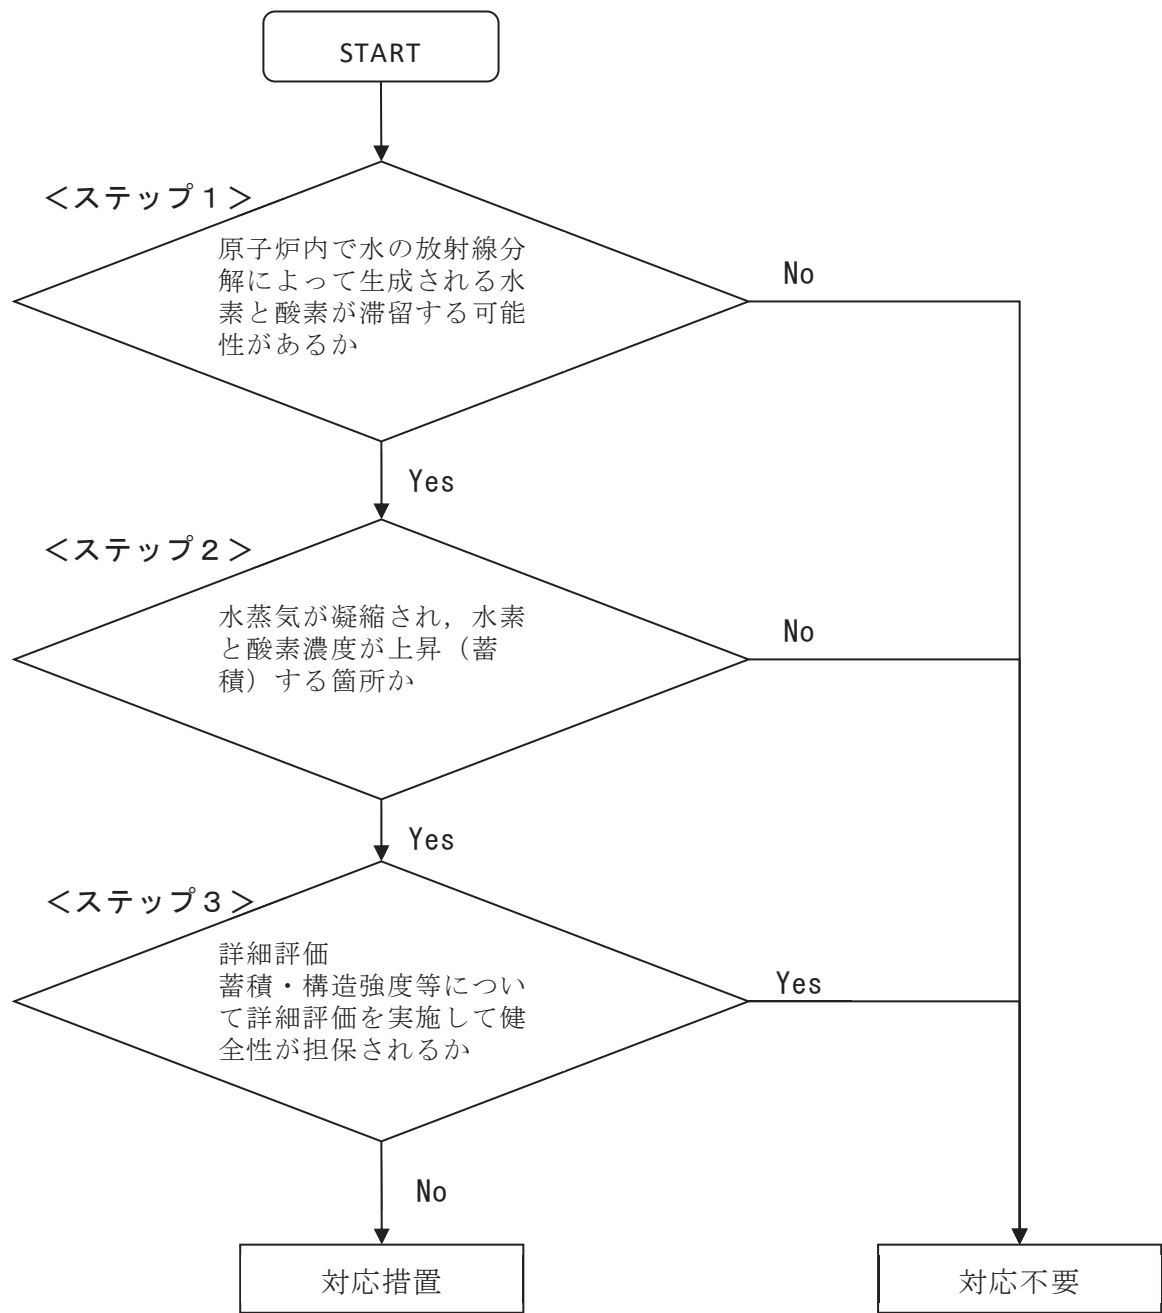 START
＜ステップ１＞
原子炉内で水の放射線分
解によって生成される水
素と酸素が滞留する可能
性があるか
No
Yes
＜ステップ２＞
水蒸気が凝縮され，水素
と酸素濃度が上昇（蓄
積）する箇所か
No
Yes
＜ステップ３＞
詳細評価
蓄積・構造強度等につい
て詳細評価を実施して健
全性が担保されるか
Yes
No
対応措置
対応不要